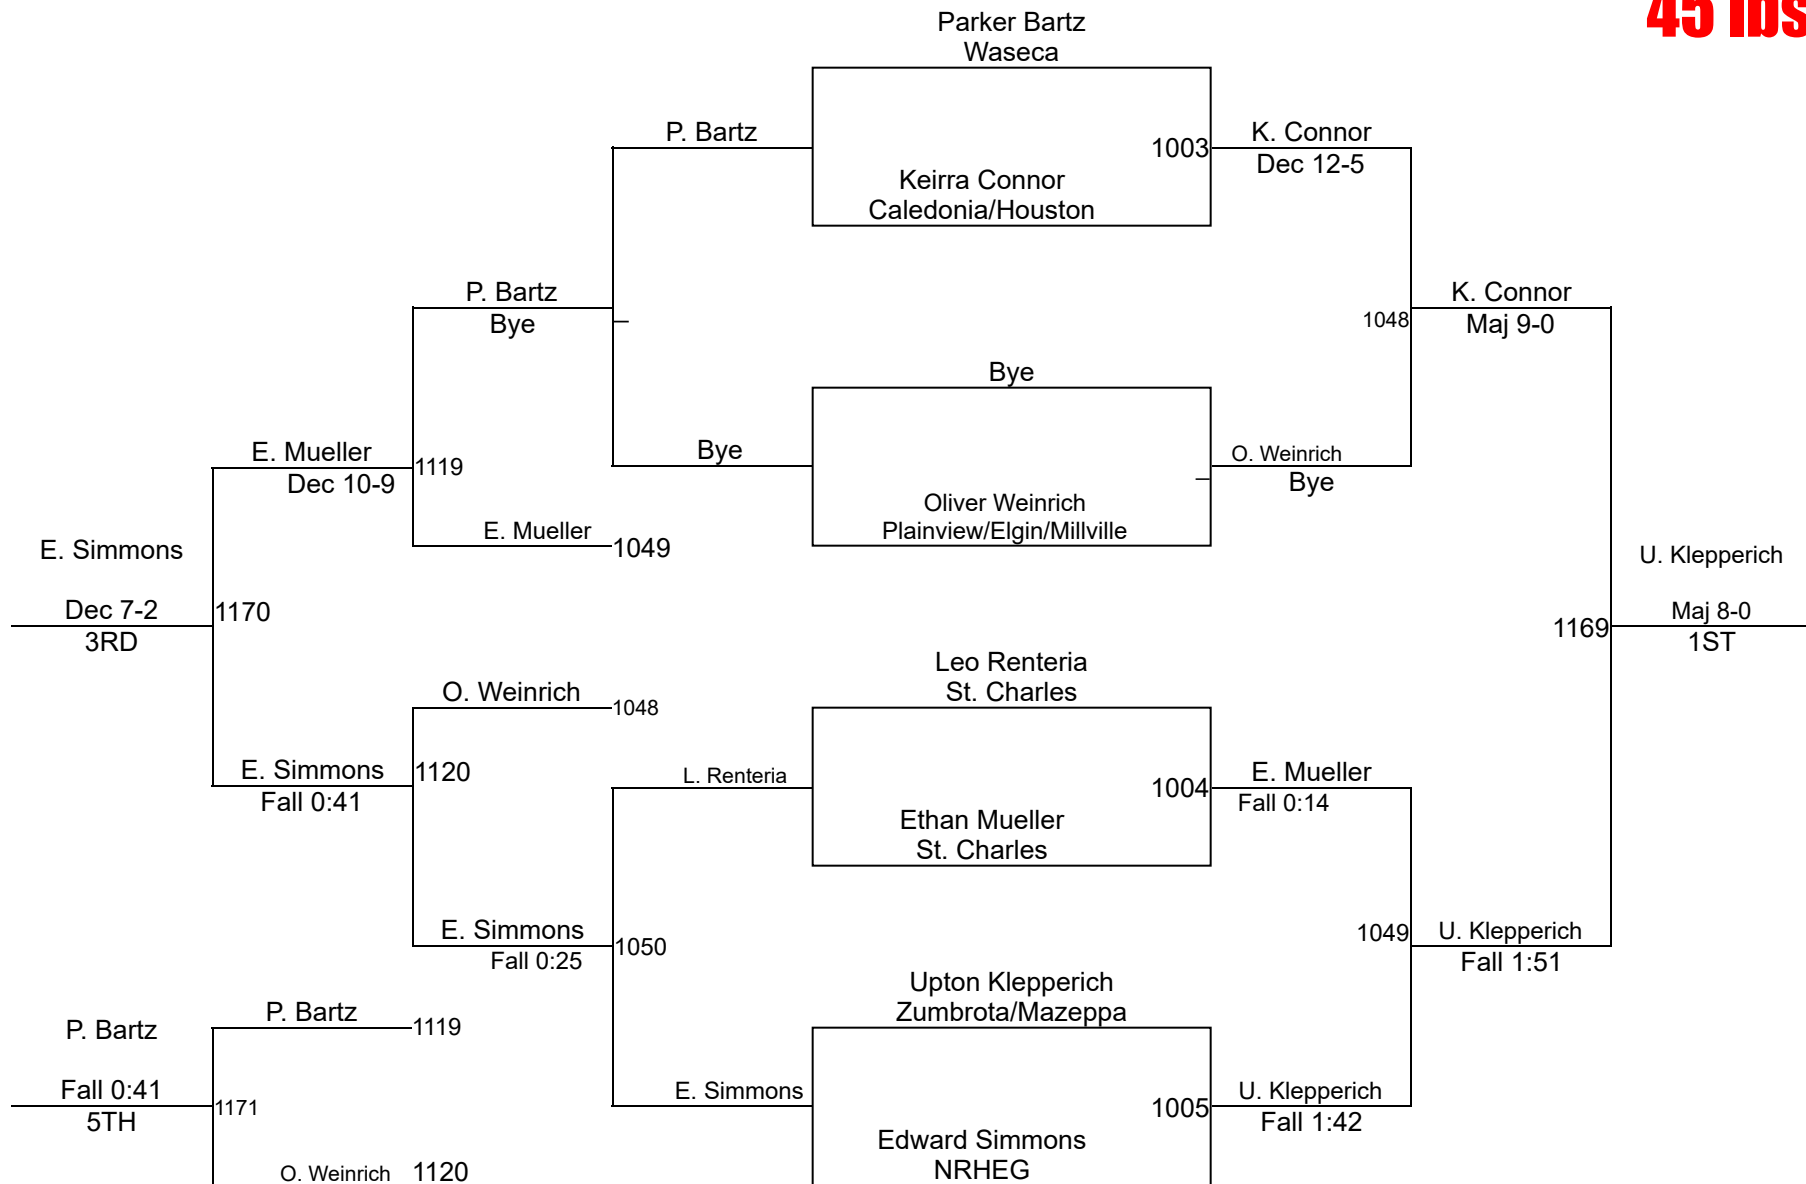 45 lbs
Parker Bartz
Waseca
P. Bartz
1003
K. Connor
Dec 12-5
Keirra Connor
Caledonia/Houston
P. Bartz
Bye
K. Connor
1048
Maj 9-0
Bye
E. Mueller
1119
Dec 10-9
Bye
O. Weinrich
Bye
Oliver Weinrich
Plainview/Elgin/Millville
E. Mueller
1049
E. Simmons
Dec 7-2
3RD
1170
U. Klepperich
Maj 8-0
1ST
1169
Leo Renteria
St. Charles
O. Weinrich
1048
E. Simmons
1120
Fall 0:41
L. Renteria
1004
E. Mueller
Fall 0:14
Ethan Mueller
St. Charles
E. Simmons
1050
Fall 0:25
1049
U. Klepperich
Fall 1:51
Upton Klepperich
Zumbrota/Mazeppa
P. Bartz
P. Bartz
1119
Fall 0:41
5TH
1171
E. Simmons
1005
U. Klepperich
Fall 1:42
Edward Simmons
NRHEG
O. Weinrich
1120